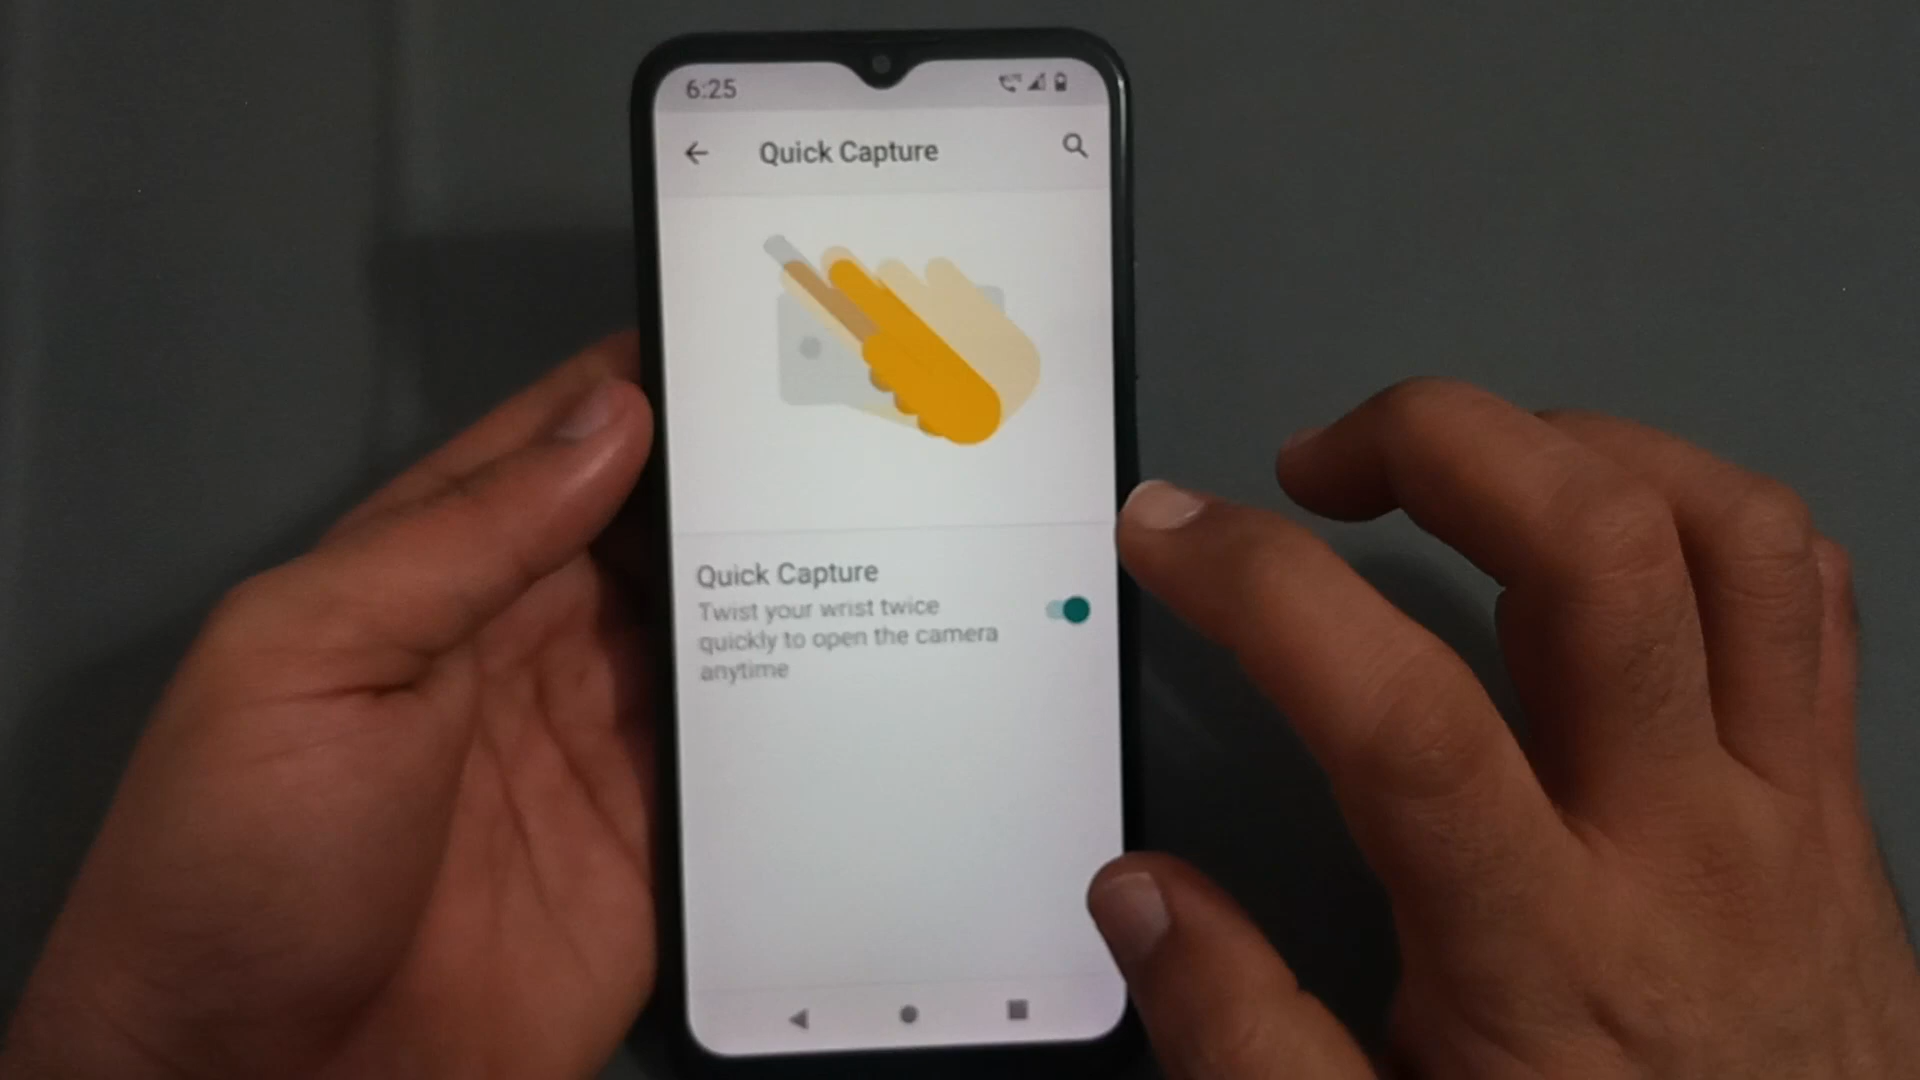 6:25
Quick Capture
Quick Capture
Twist your wrist twice
quickly to open the camera
anytime